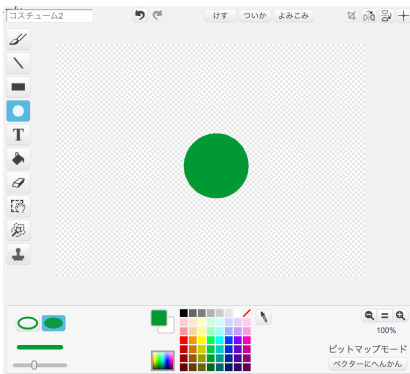 コスチューム2
けす ついか よみこみ
T
100%
ビットマップモード
ベクターにへんかん